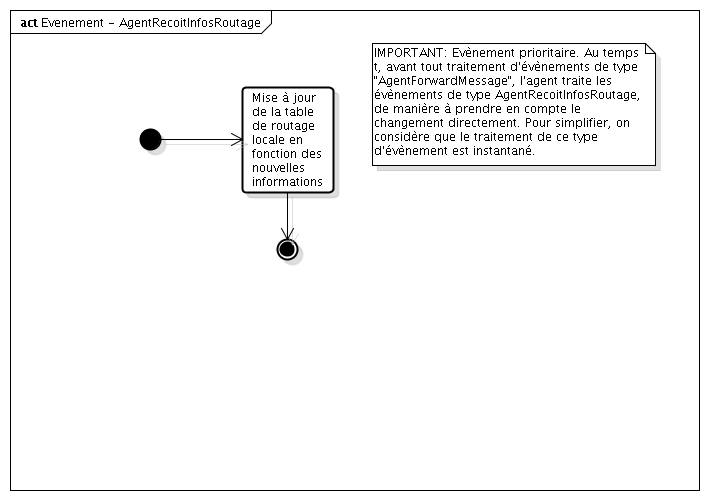 act Evenement - AgentRecoitInfosRoutage
IMPORTANT: Evènement prioritaire. Au temps
t, avant tout traitement d'évènements de type
"AgentForwardMessage", l'agent traite les
évènements de type AgentRecoitInfosRoutage,
de manière à prendre en compte le
changement directement. Pour simplifier, on
considère que le traitement de ce type
d'évènement est instantané.
Mise à jour
de la table
de routage
locale en
fonction des
nouvelles
informations